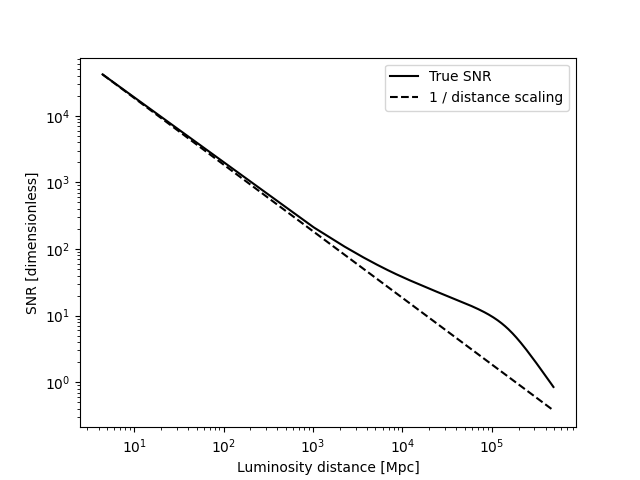 True SNR
1 / distance scaling
SNR [dimensionless]
10⁴
10³
10²
10¹
10⁰
10¹
10²
10³
10⁴
10⁵
Luminosity distance [Mpc]